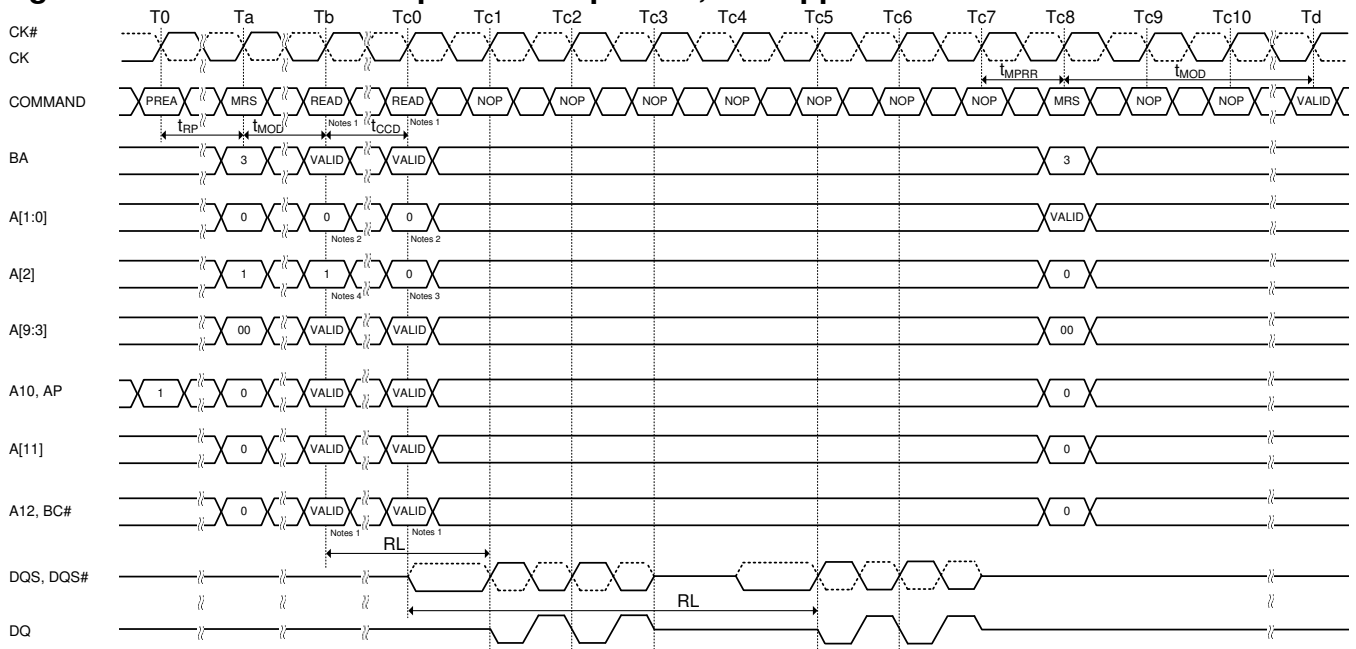 T0 Ta Tb Tc0 Tc1 Tc2 Tc3 Tc4 Tc5 Tc6 Tc7 Tc8 Tc9 Tc10 Td
CK#
CK
tMPRR tMOD
COMMAND PREA MRS READ READ NOP NOP NOP NOP NOP NOP NOP MRS NOP NOP VALID
Notes 1 Notes 1
tRP tMOD tCCD
BA 3 VALID VALID 3
A[1:0] 0 0 0 VALID
Notes 2 Notes 2
A[2] 1 1 0 0
Notes 4 Notes 3
A[9:3] 00 VALID VALID 00
A10, AP 1 0 VALID VALID 0
A[11] 0 VALID VALID 0
A12, BC# 0 VALID VALID 0
Notes 1 Notes 1
RL
DQS, DQS#
RL
DQ